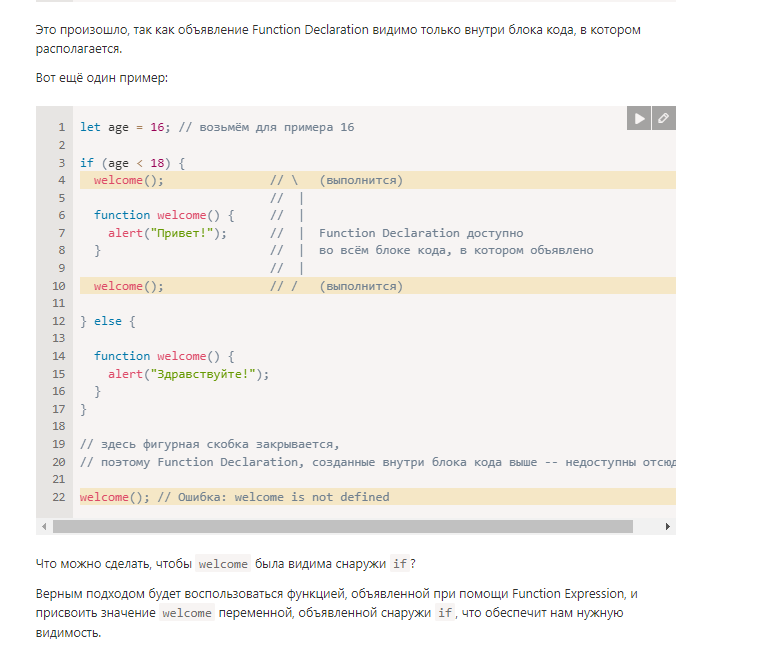 Это произошло, так как объявление Function Declaration видимо только внутри блока кода, в котором
располагается.
Вот ещё один пример:
1 let age = 16; // возьмём для примера 16
2
3 if (age < 18) {
4   welcome();               // \   (выполнится)
5                            //  |
6   function welcome() {     //  |
7     alert("Привет!");      //  |  Function Declaration доступно
8   }                        //  |  во всём блоке кода, в котором объявлено
9                            //  |
10   welcome();               // /   (выполнится)
11
12 } else {
13
14   function welcome() {
15     alert("Здравствуйте!");
16   }
17 }
18
19 // здесь фигурная скобка закрывается,
20 // поэтому Function Declaration, созданные внутри блока кода выше -- недоступны отсюд
21
22 welcome(); // Ошибка: welcome is not defined
Что можно сделать, чтобы welcome была видима снаружи if?
Верным подходом будет воспользоваться функцией, объявленной при помощи Function Expression, и
присвоить значение welcome переменной, объявленной снаружи if, что обеспечит нам нужную
видимость.